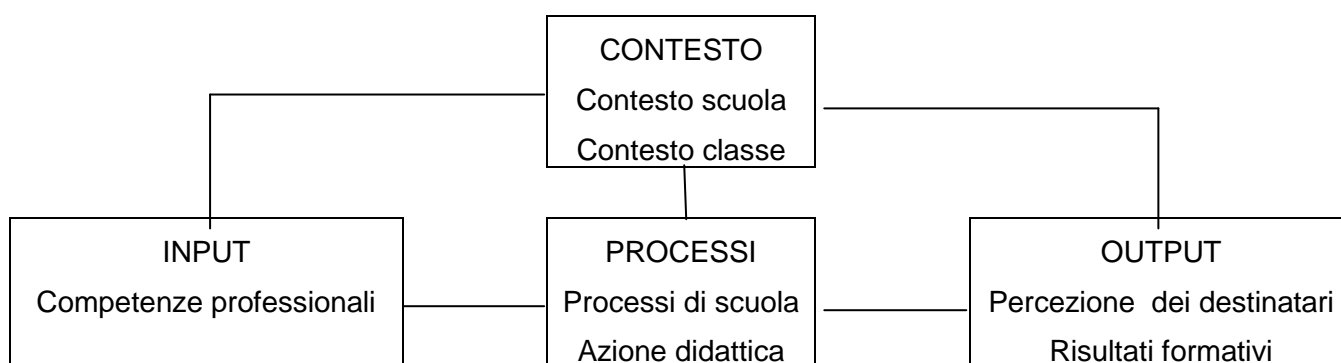 CONTESTO
Contesto scuola
Contesto classe
INPUT
Competenze professionali
PROCESSI
Processi di scuola
Azione didattica
OUTPUT
Percezione dei destinatari
Risultati formativi